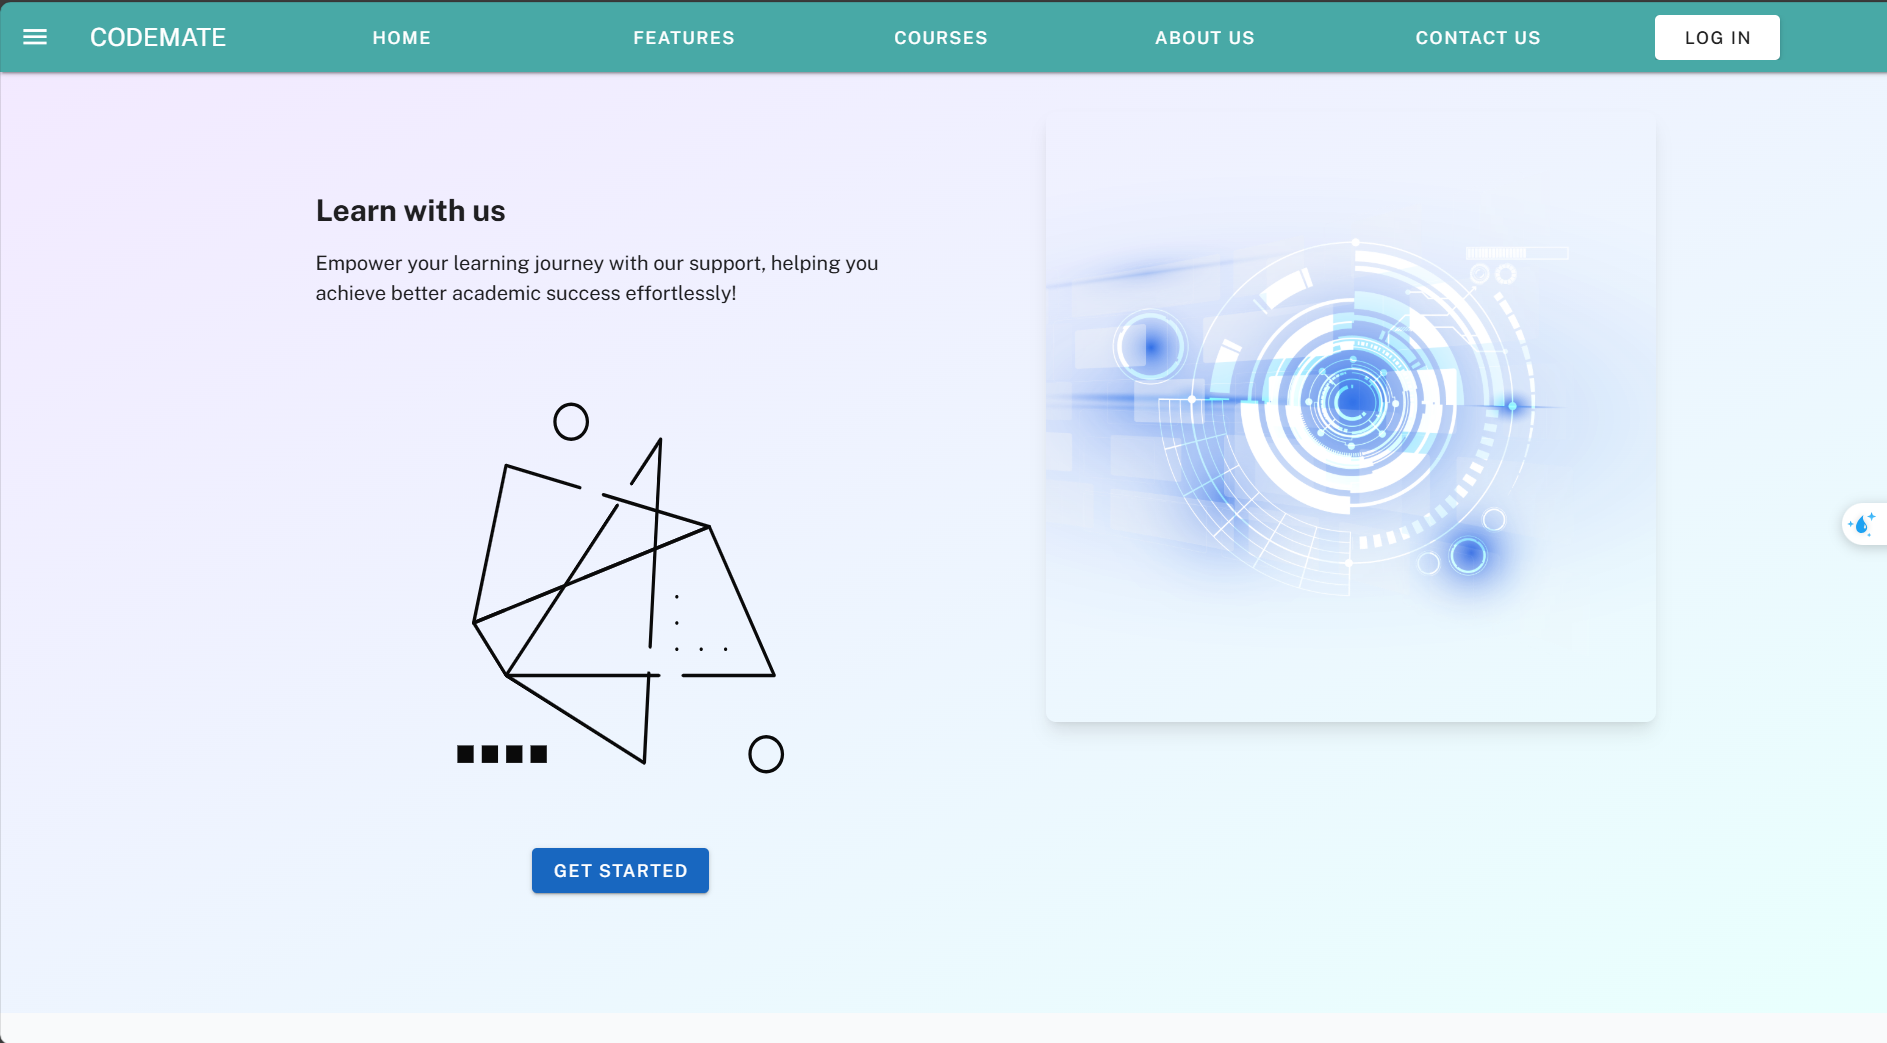 CODEMATE
HOME
FEATURES
COURSES
ABOUT US
CONTACT US
LOG IN
Learn with us
Empower your learning journey with our support, helping you
achieve better academic success effortlessly!
GET STARTED